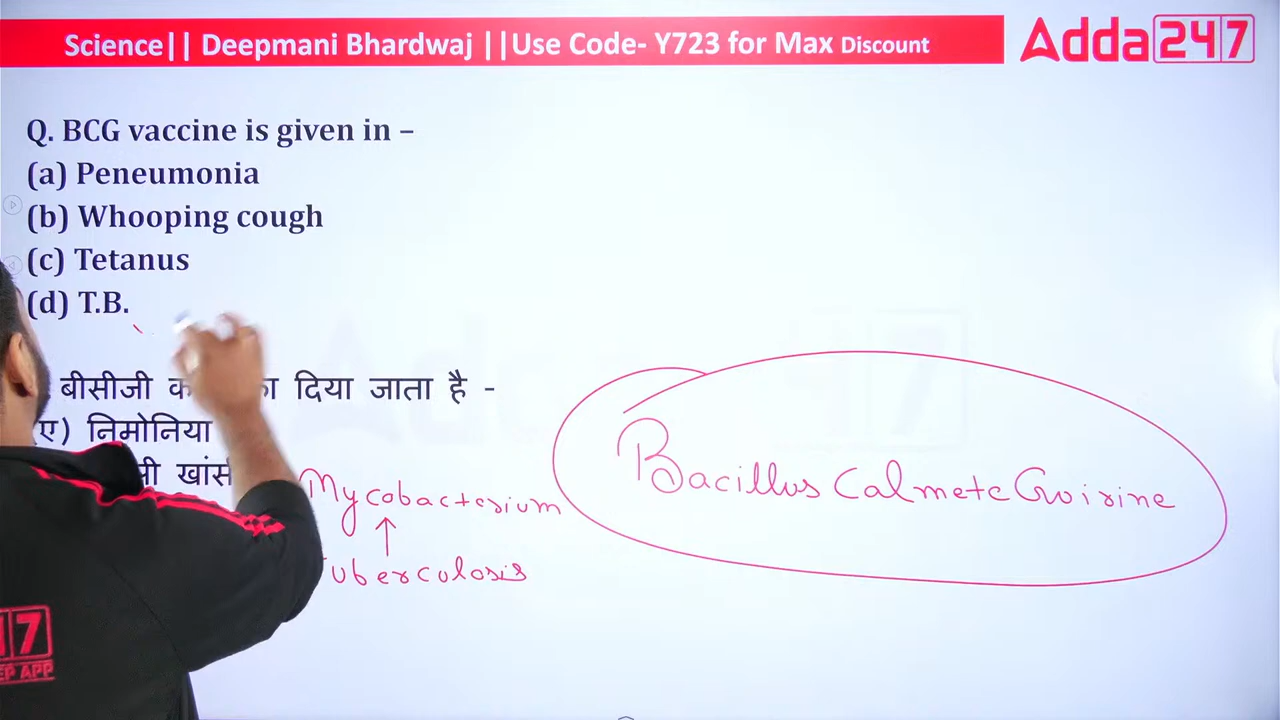 Science|| Deepmani Bhardwaj ||Use Code- Y723 for Max Discount
Adda247
Q. BCG vaccine is given in –
(a) Peneumonia
(b) Whooping cough
(c) Tetanus
(d) T.B.
बीसीजी दिया जाता है -
ए) निमोनिया
खांसी
Mycobacterium
Tuberculosis
Bacillus Calmete Guirine